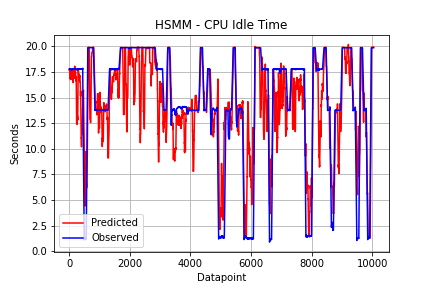 HSMM - CPU Idle Time
20.0
17.5
15.0
12.5
10.0
7.5
5.0
2.5
0.0
Seconds
Predicted
Observed
0 2000 4000 6000 8000 10000
Datapoint